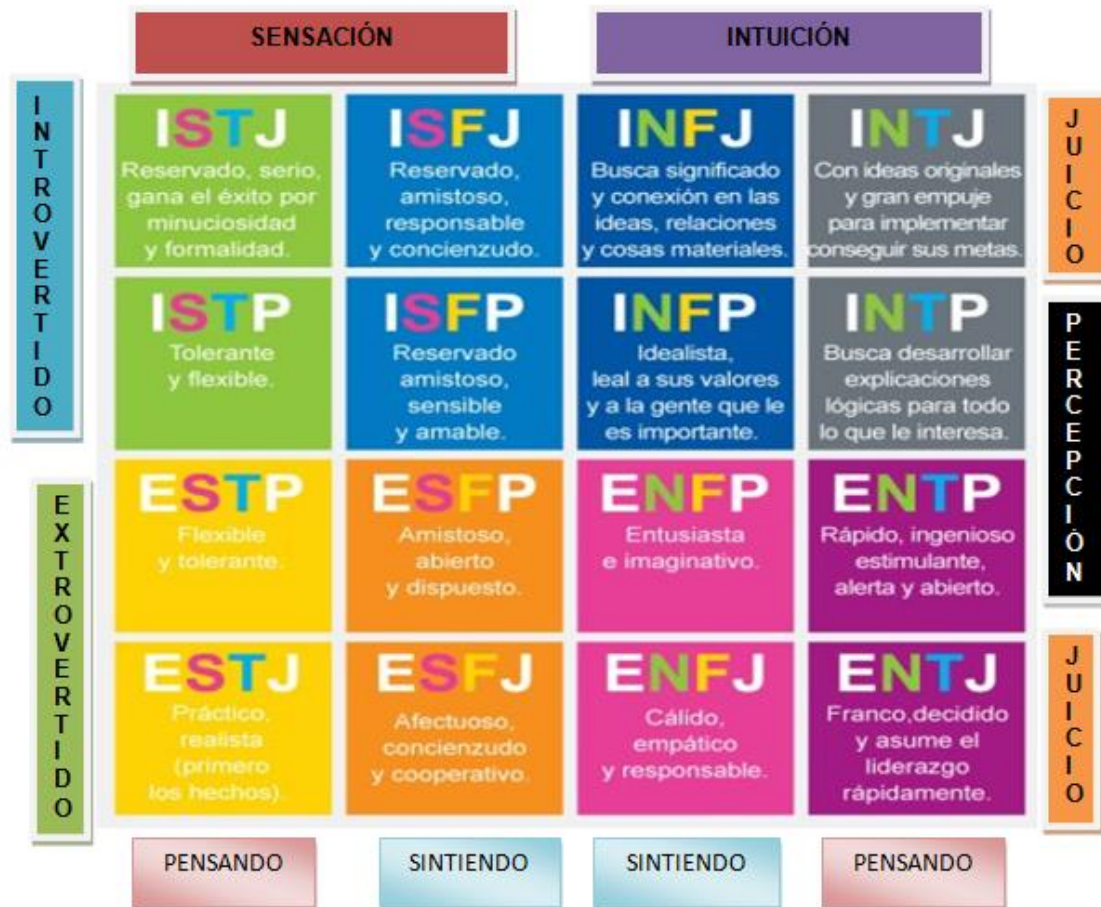 SENSACIÓN
INTUICIÓN
INTROVERTIDO
EXTROVERTIDO
JUICIO
PERCEPCIÓN
JUICIO
ISTJ
Reservado, serio,
gana el éxito por
minuciosidad
y formalidad.
ISFJ
Reservado,
amistoso,
responsable
y concienzudo.
INFJ
Busca significado
y conexión en las
ideas, relaciones
y cosas materiales.
INTJ
Con ideas originales
y gran empuje
para implementar
conseguir sus metas.
ISTP
Tolerante
y flexible.
ISFP
Reservado
amistoso,
sensible
y amable.
INFP
Idealista,
leal a sus valores
y a la gente que le
es importante.
INTP
Busca desarrollar
explicaciones
lógicas para todo
lo que le interesa.
ESTP
Flexible
y tolerante.
ESFP
Amistoso,
abierto
y dispuesto.
ENFP
Entusiasta
e imaginativo.
ENTP
Rápido, ingenioso
estimulante,
alerta y abierto.
ESTJ
Práctico,
realista
(primero
los hechos).
ESFJ
Afectuoso,
concienzudo
y cooperativo.
ENFJ
Cálido,
empático
y responsable.
ENTJ
Franco,decidido
y asume el
liderazgo
rápidamente.
PENSANDO
SINTIENDO
SINTIENDO
PENSANDO